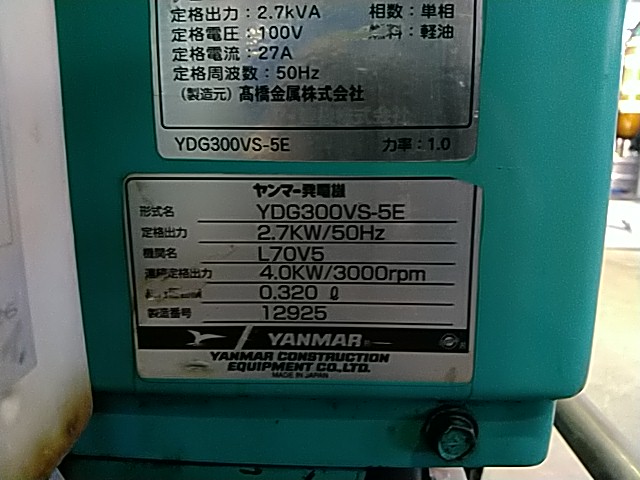 定格出力：2.7kVA 相数：単相
定格電圧：100V 燃料：軽油
定格電流：27A
定格周波数：50Hz
（製造元）髙橋金属株式会社
YDG300VS-5E 力率：1.0
ヤンマー発電機
形式名 YDG300VS-5E
定格出力 2.7KW/50Hz
機関名 L70V5
連続定格出力 4.0KW/3000rpm
0.320 ℓ
製造番号 12925
YANMAR
YANMAR CONSTRUCTION
EQUIPMENT CO.,LTD.
MADE IN JAPAN